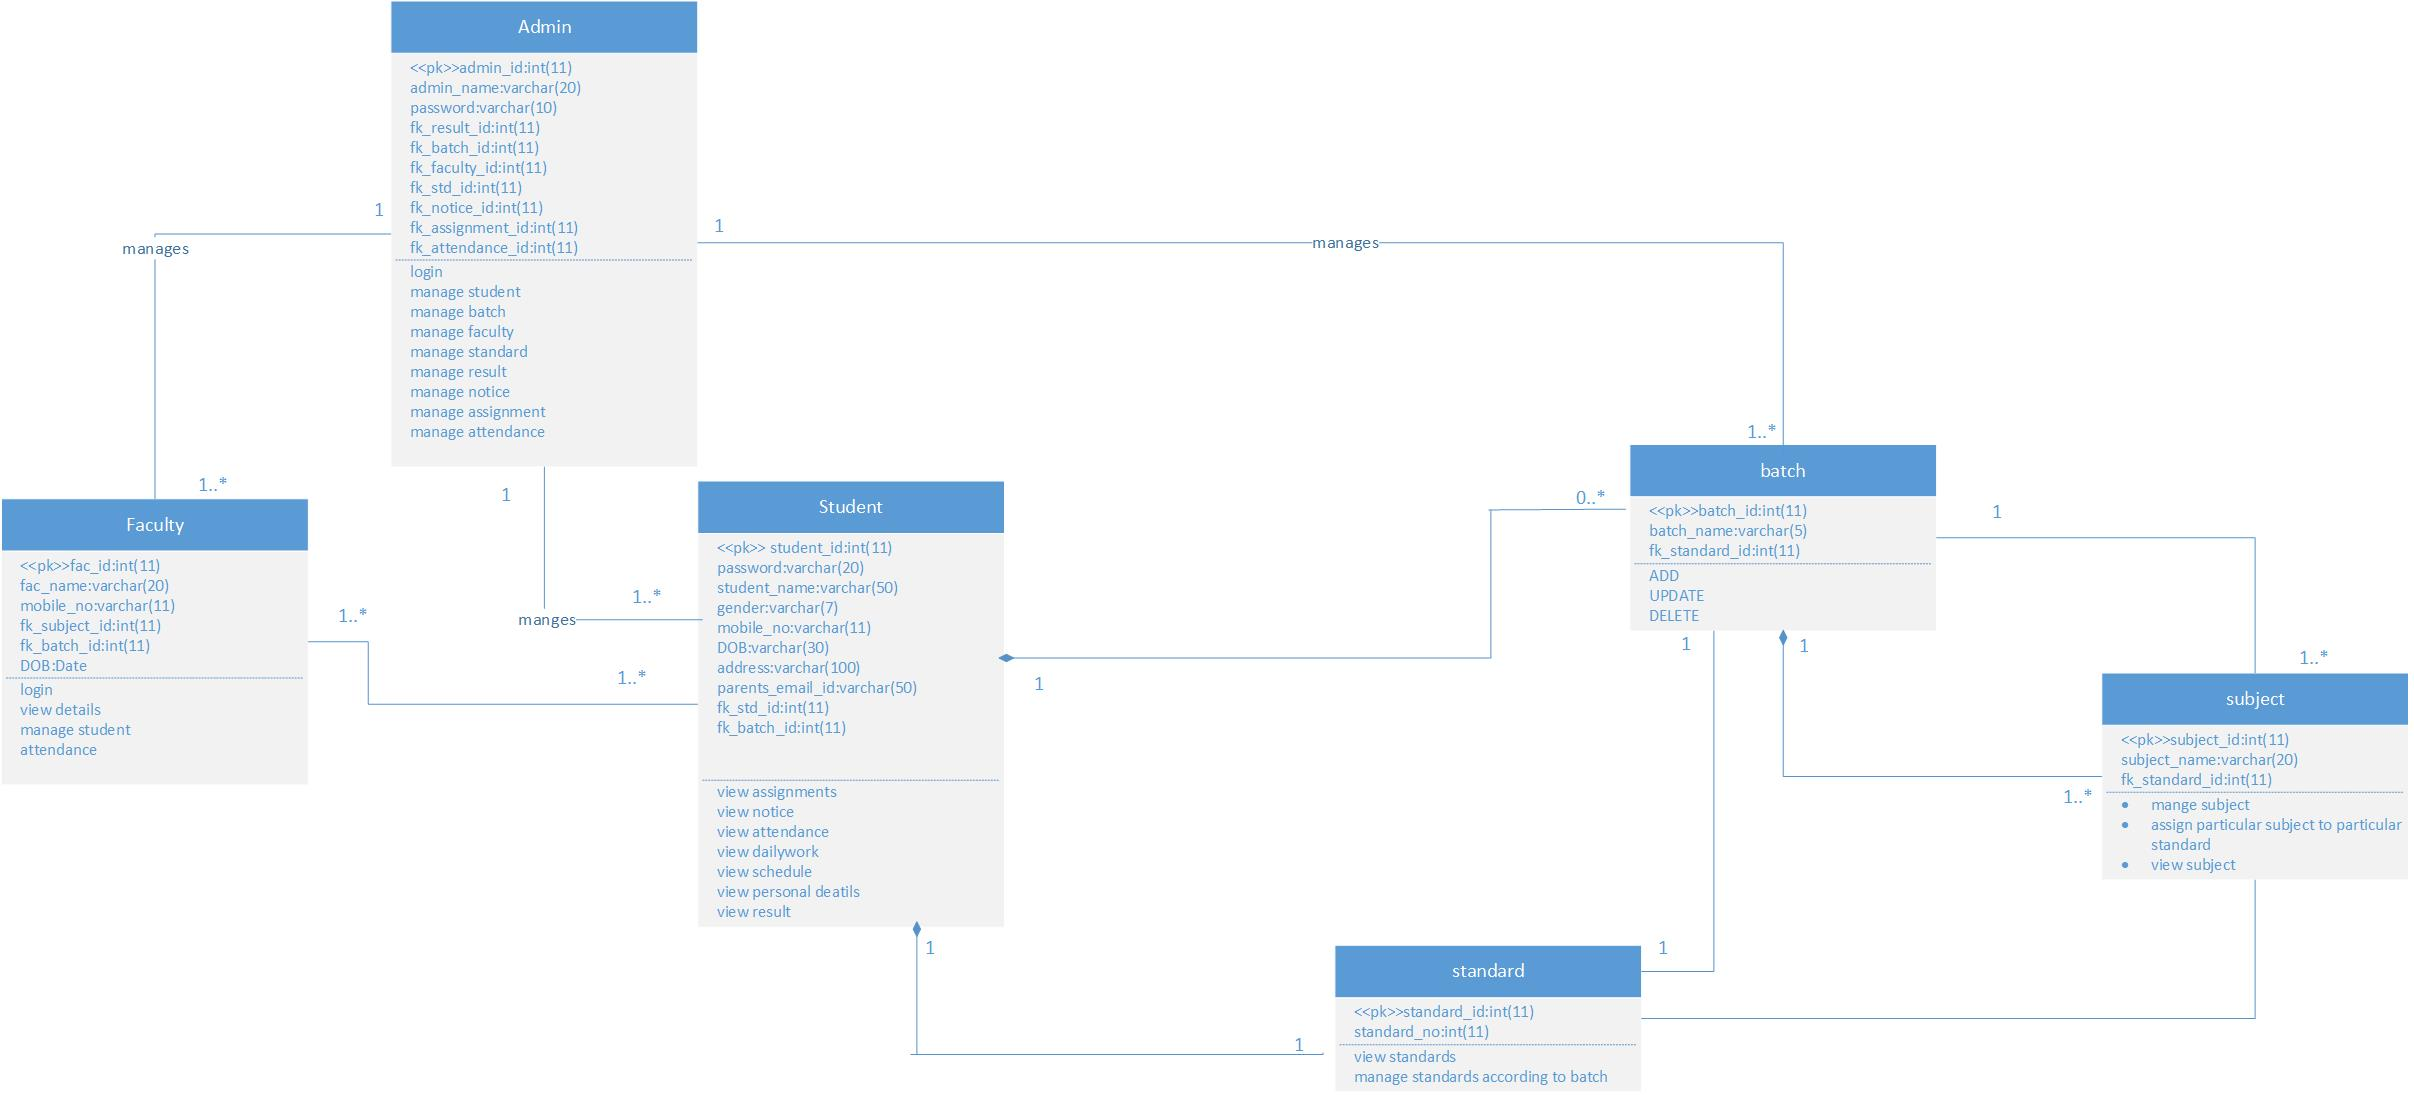 Admin
<<pk>>admin_id:int(11)
admin_name:varchar(20)
password:varchar(10)
fk_result_id:int(11)
fk_batch_id:int(11)
fk_faculty_id:int(11)
fk_std_id:int(11)
fk_notice_id:int(11)
fk_assignment_id:int(11)
fk_attendance_id:int(11)
login
manage student
manage batch
manage faculty
manage standard
manage result
manage notice
manage assignment
manage attendance
1
manages
1..*
1
manages
1..*
1
manges
1..*
Faculty
<<pk>>fac_id:int(11)
fac_name:varchar(20)
mobile_no:varchar(11)
fk_subject_id:int(11)
fk_batch_id:int(11)
DOB:Date
login
view details
manage student
attendance
1..*
1..*
Student
<<pk>> student_id:int(11)
password:varchar(20)
student_name:varchar(50)
gender:varchar(7)
mobile_no:varchar(11)
DOB:varchar(30)
address:varchar(100)
parents_email_id:varchar(50)
fk_std_id:int(11)
fk_batch_id:int(11)
view assignments
view notice
view attendance
view dailywork
view schedule
view personal deatils
view result
1
0..*
1
1
batch
<<pk>>batch_id:int(11)
batch_name:varchar(5)
fk_standard_id:int(11)
ADD
UPDATE
DELETE
1
1..*
1
1
1..*
1
subject
<<pk>>subject_id:int(11)
subject_name:varchar(20)
fk_standard_id:int(11)
● mange subject
● assign particular subject to particular
standard
● view subject
standard
<<pk>>standard_id:int(11)
standard_no:int(11)
view standards
manage standards according to batch